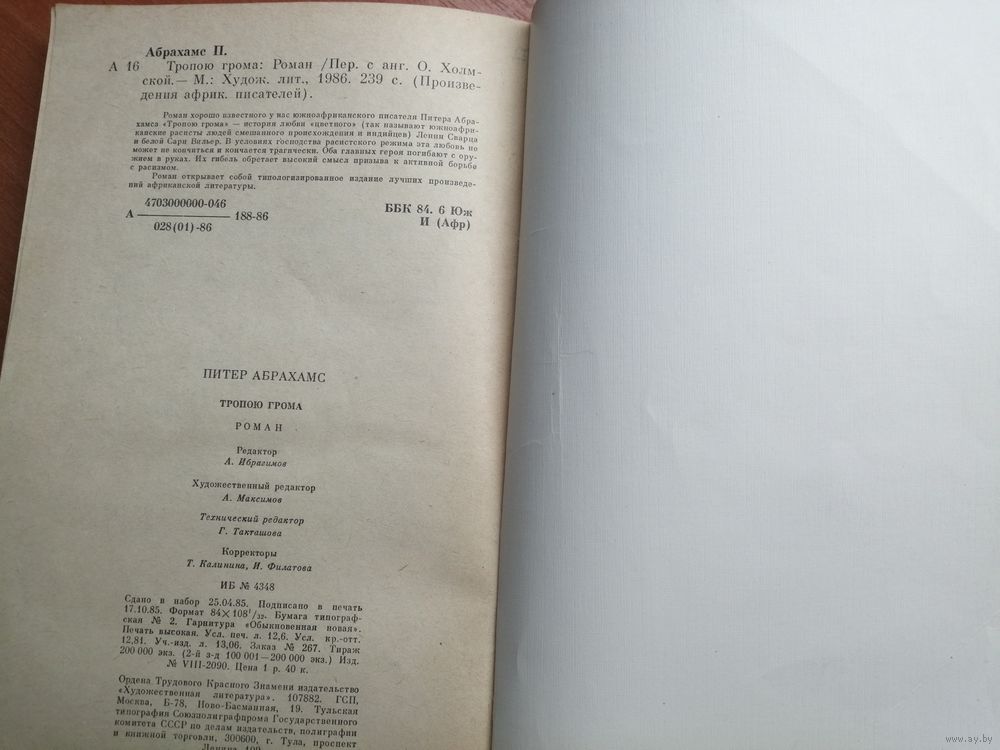 Абрахамс П.
А 16 Тропою грома: Роман /Пер. с анг. О. Холм-
ской.— М.: Худож. лит., 1986. 239 с. (Произве-
дения африк. писателей).
Роман хорошо известного у нас южноафриканского писателя Питера Абра-
хамса «Тропою грома» — история любви «цветного» (так называют южноафри-
канские расисты людей смешанного происхождения и индийцев) Ленни Сварца
и белой Сари Вильер. В условиях господства расистского режима эта любовь не
может не кончиться и кончается трагически. Оба главных героя погибают с ору-
жием в руках. Их гибель обретает высокий смысл призыва к активной борьбе
с расизмом.
Роман открывает собой типологизированное издание лучших произведе-
ний африканской литературы.
4703000000-046
А 188-86
028(01)-86
ББК 84. 6 Юж
И (Афр)
ПИТЕР АБРАХАМС
ТРОПОЮ ГРОМА
РОМАН
Редактор
А. Ибрагимов
Художественный редактор
А. Максимов
Технический редактор
Г. Такташова
Корректоры
Т. Калинина, И. Филатова
ИБ № 4348
Сдано в набор 25.04.85. Подписано в печать
17.10.85. Формат 84×108¹/₃₂. Бумага типограф-
ская № 2. Гарнитура «Обыкновенная новая».
Печать высокая. Усл. печ. л. 12,6. Усл. кр.-отт.
12,81. Уч.-изд. л. 13,06. Заказ № 267. Тираж
200 000 экз. (2-й з-д 100 001—200 000 экз.) Изд.
№ VIII-2090. Цена 1 р. 40 к.
Ордена Трудового Красного Знамени издательство
«Художественная литература». 107882. ГСП,
Москва, Б-78, Ново-Басманная, 19. Тульская
типография Союзполиграфпрома Государственного
комитета СССР по делам издательств, полиграфии
и книжной торговли, 300600, г. Тула, проспект
Ленина, 109
www.ay.by